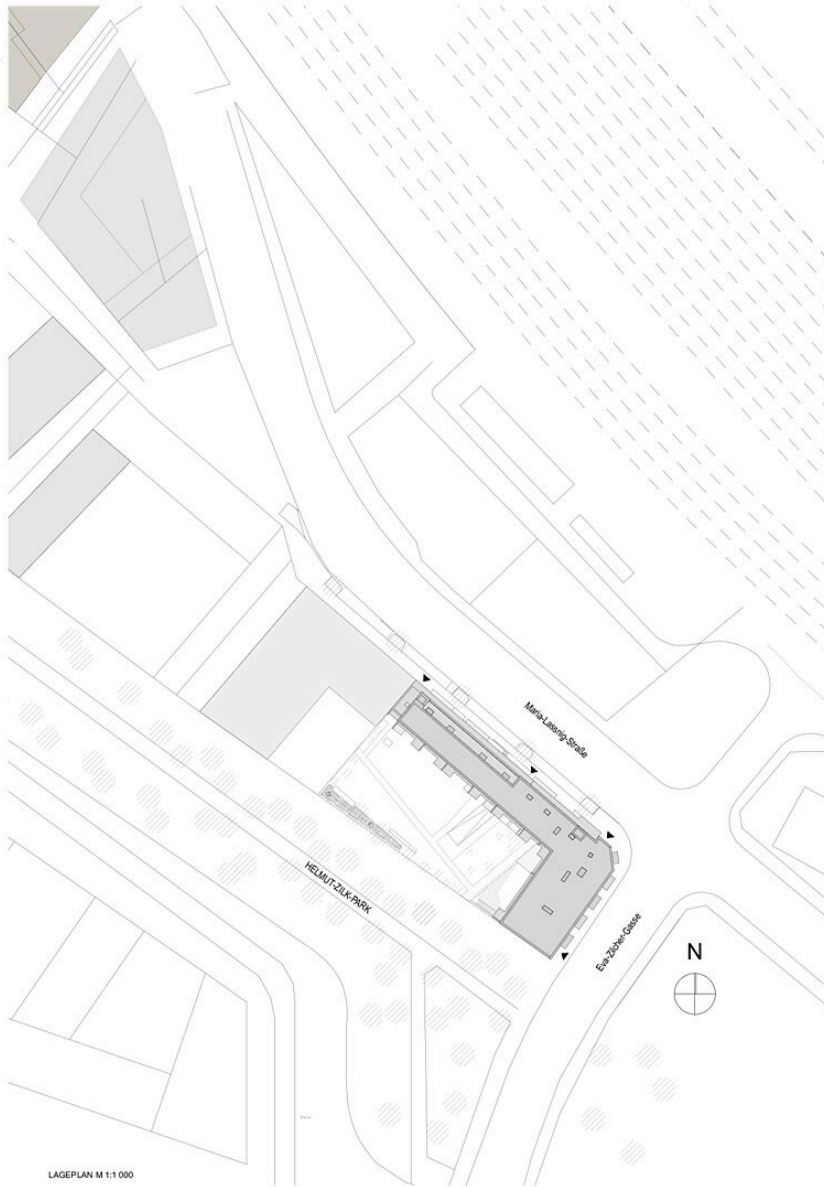 Maria-Lassnig-Straße
HELMUT-ZILK-PARK
Eva-Zilcher-Gasse
N
LAGEPLAN M 1:1 000